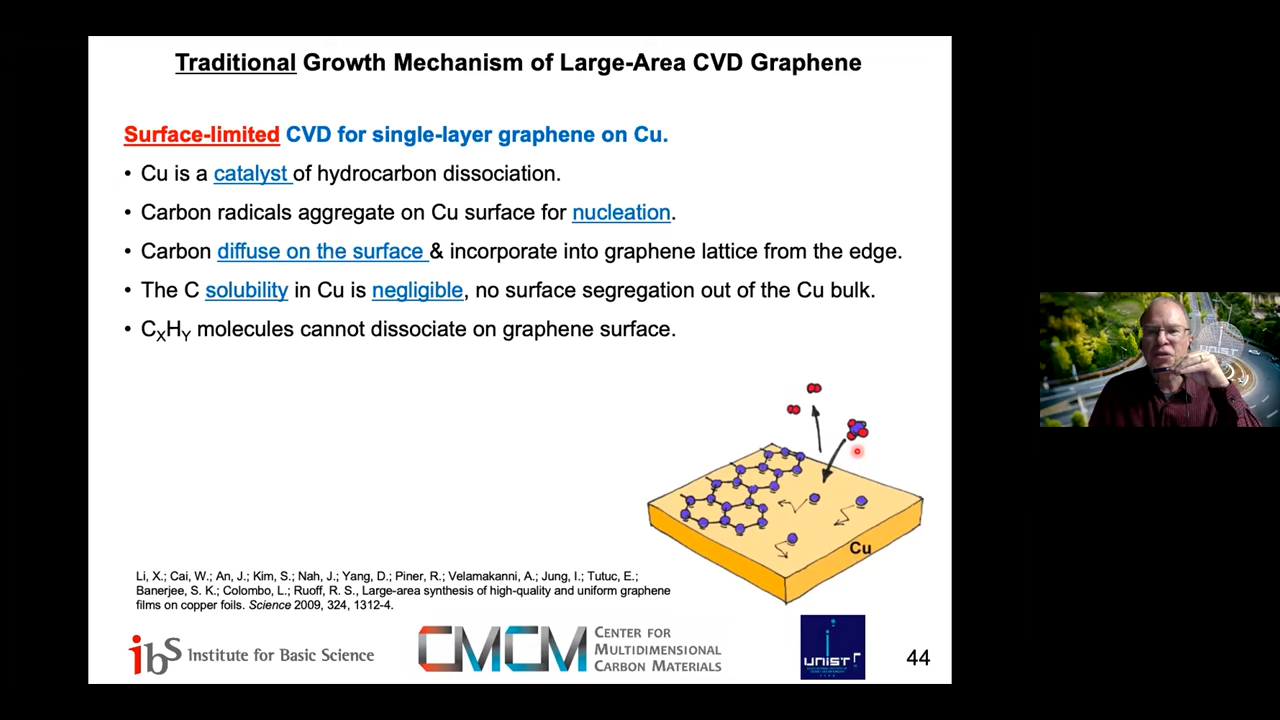 Traditional Growth Mechanism of Large-Area CVD Graphene
Surface-limited CVD for single-layer graphene on Cu.
• Cu is a catalyst of hydrocarbon dissociation.
• Carbon radicals aggregate on Cu surface for nucleation.
• Carbon diffuse on the surface & incorporate into graphene lattice from the edge.
• The C solubility in Cu is negligible, no surface segregation out of the Cu bulk.
• CXHY molecules cannot dissociate on graphene surface.
Cu
Li, X.; Cai, W.; An, J.; Kim, S.; Nah, J.; Yang, D.; Piner, R.; Velamakanni, A.; Jung, I.; Tutuc, E.;
Banerjee, S. K.; Colombo, L.; Ruoff, R. S., Large-area synthesis of high-quality and uniform graphene
films on copper foils. Science 2009, 324, 1312-4.
ibs Institute for Basic Science
CMCM
CENTER FOR
MULTIDIMENSIONAL
CARBON MATERIALS
UNIST
44
UNIST